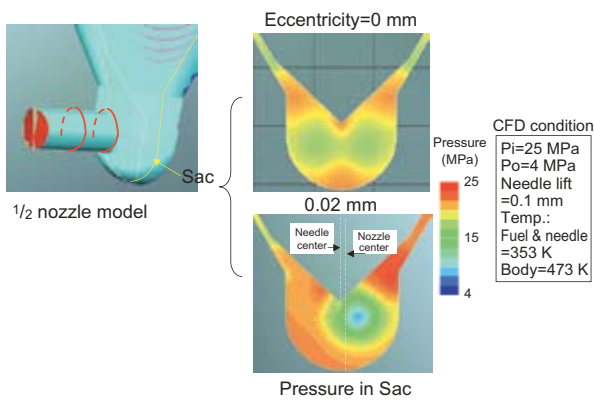 Eccentricity=0 mm
Sac
1/2 nozzle model
0.02 mm
Needle
center
Nozzle
center
Pressure in Sac
Pressure
(MPa)
25
15
4
CFD condition
Pi=25 MPa
Po=4 MPa
Needle lift
=0.1 mm
Temp.:
Fuel & needle
=353 K
Body=473 K